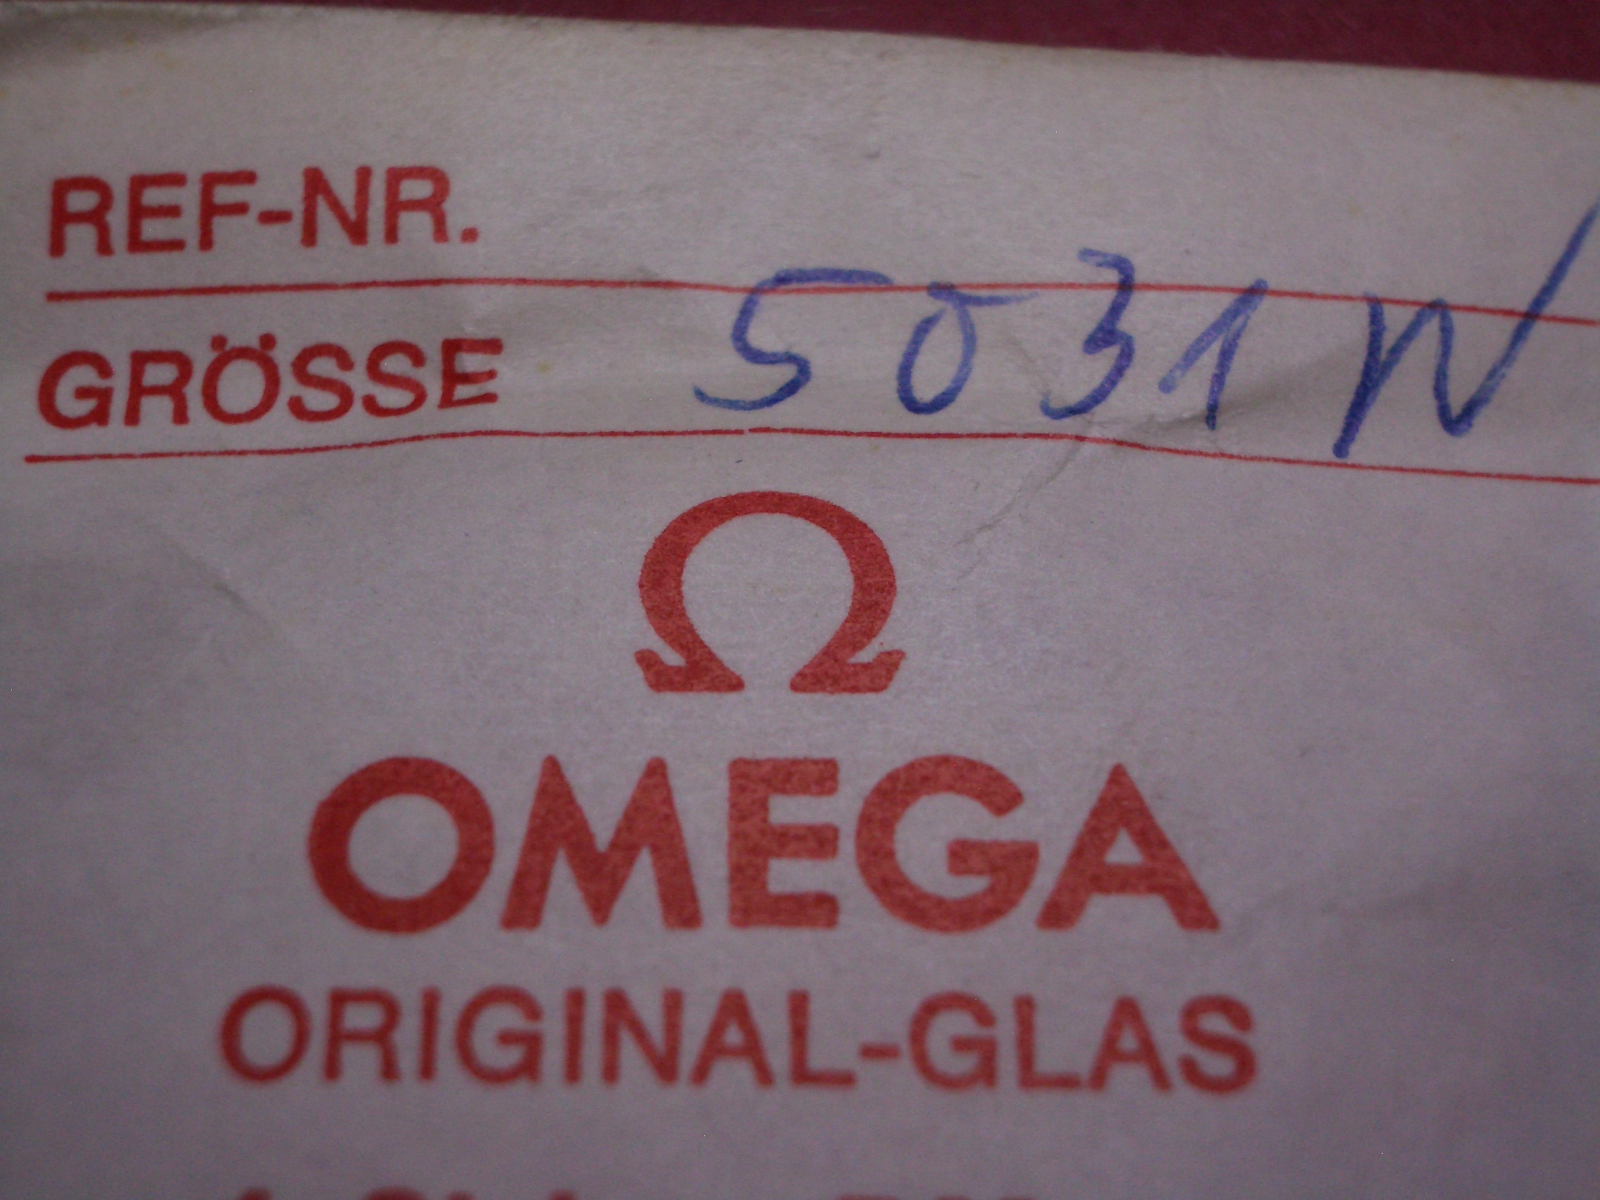 REF-NR.
GRÖSSE 5031 W
Ω
OMEGA
ORIGINAL-GLAS